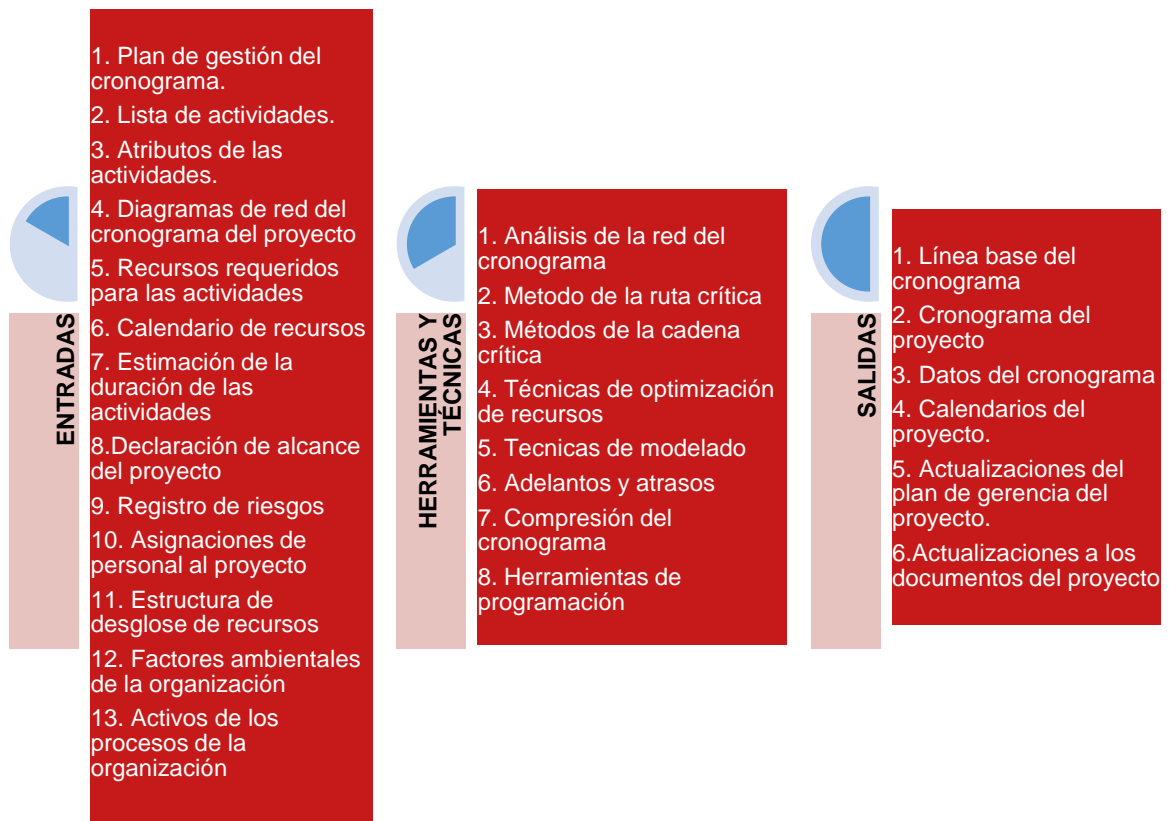 ENTRADAS
1. Plan de gestión del
cronograma.
2. Lista de actividades.
3. Atributos de las
actividades.
4. Diagramas de red del
cronograma del proyecto
5. Recursos requeridos
para las actividades
6. Calendario de recursos
7. Estimación de la
duración de las
actividades
8.Declaración de alcance
del proyecto
9. Registro de riesgos
10. Asignaciones de
personal al proyecto
11. Estructura de
desglose de recursos
12. Factores ambientales
de la organización
13. Activos de los
procesos de la
organización
HERRAMIENTAS Y
TÉCNICAS
1. Análisis de la red del
cronograma
2. Metodo de la ruta crítica
3. Métodos de la cadena
crítica
4. Técnicas de optimización
de recursos
5. Tecnicas de modelado
6. Adelantos y atrasos
7. Compresión del
cronograma
8. Herramientas de
programación
SALIDAS
1. Línea base del
cronograma
2. Cronograma del
proyecto
3. Datos del cronograma
4. Calendarios del
proyecto.
5. Actualizaciones del
plan de gerencia del
proyecto.
6.Actualizaciones a los
documentos del proyecto